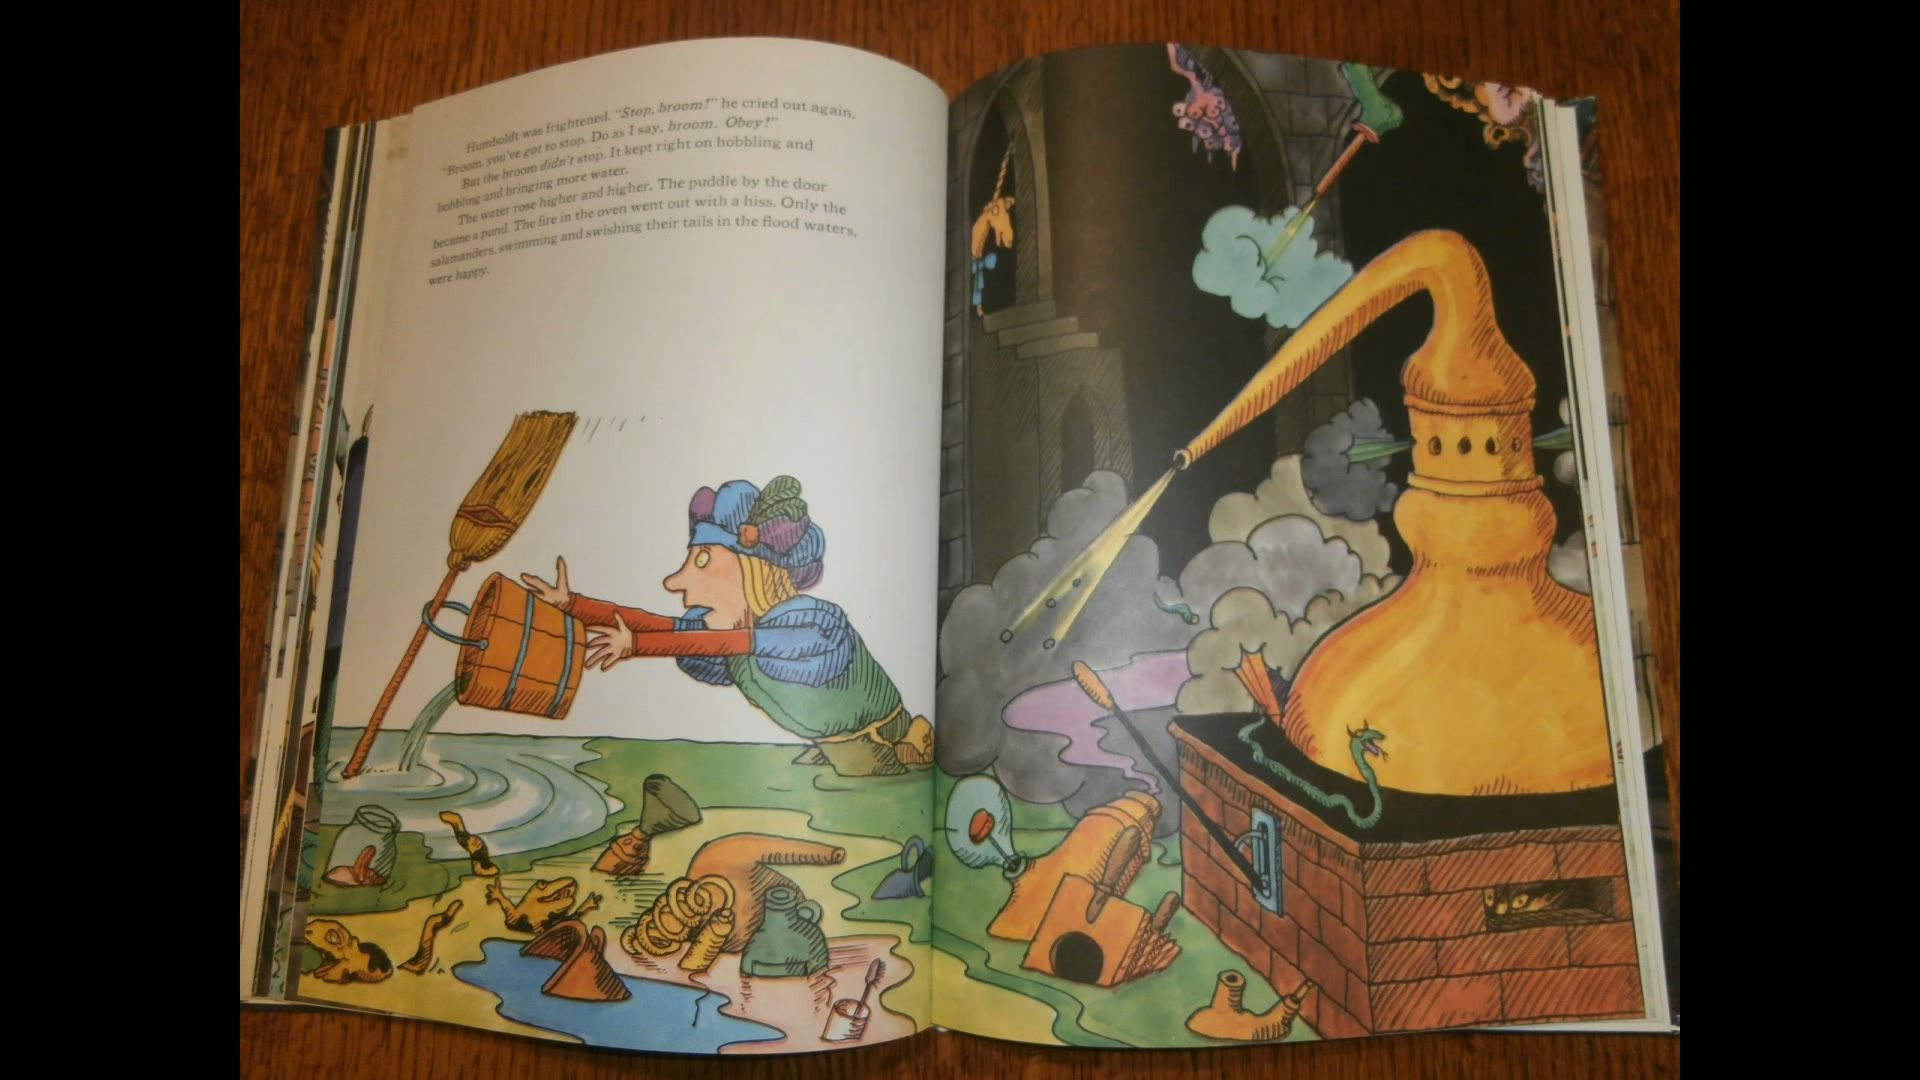 Humboldt was frightened. "Stop, broom!" he cried out again.
"Broom, you've got to stop. Do as I say, broom. Obey!"
But the broom didn't stop. It kept right on hobbling and
bobbling and bringing more water.
The water rose higher and higher. The puddle by the door
became a pond. The fire in the oven went out with a hiss. Only the
salamanders, swimming and swishing their tails in the flood waters,
were happy.